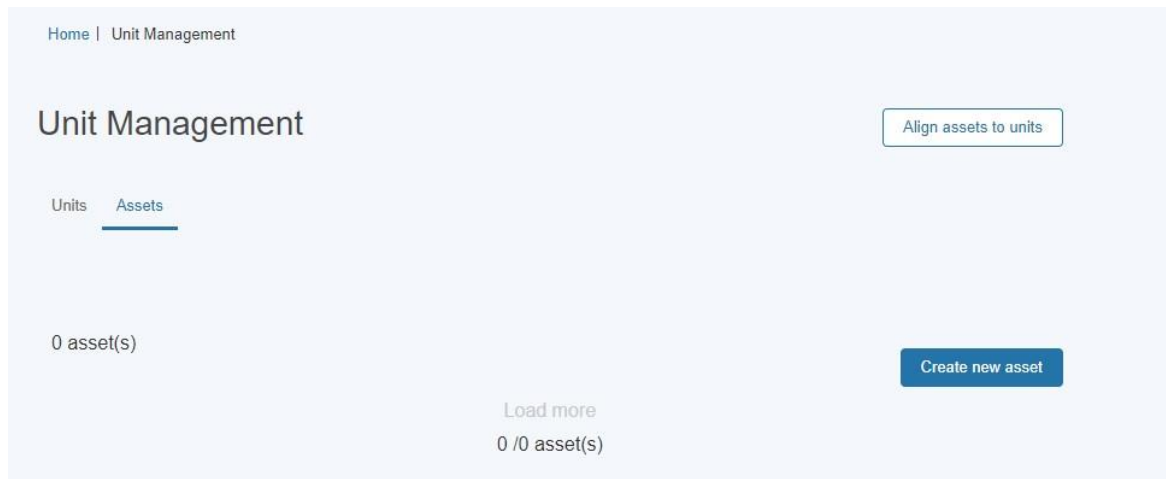 Home | Unit Management
Unit Management
Align assets to units
Units Assets
0 asset(s)
Create new asset
Load more
0 /0 asset(s)